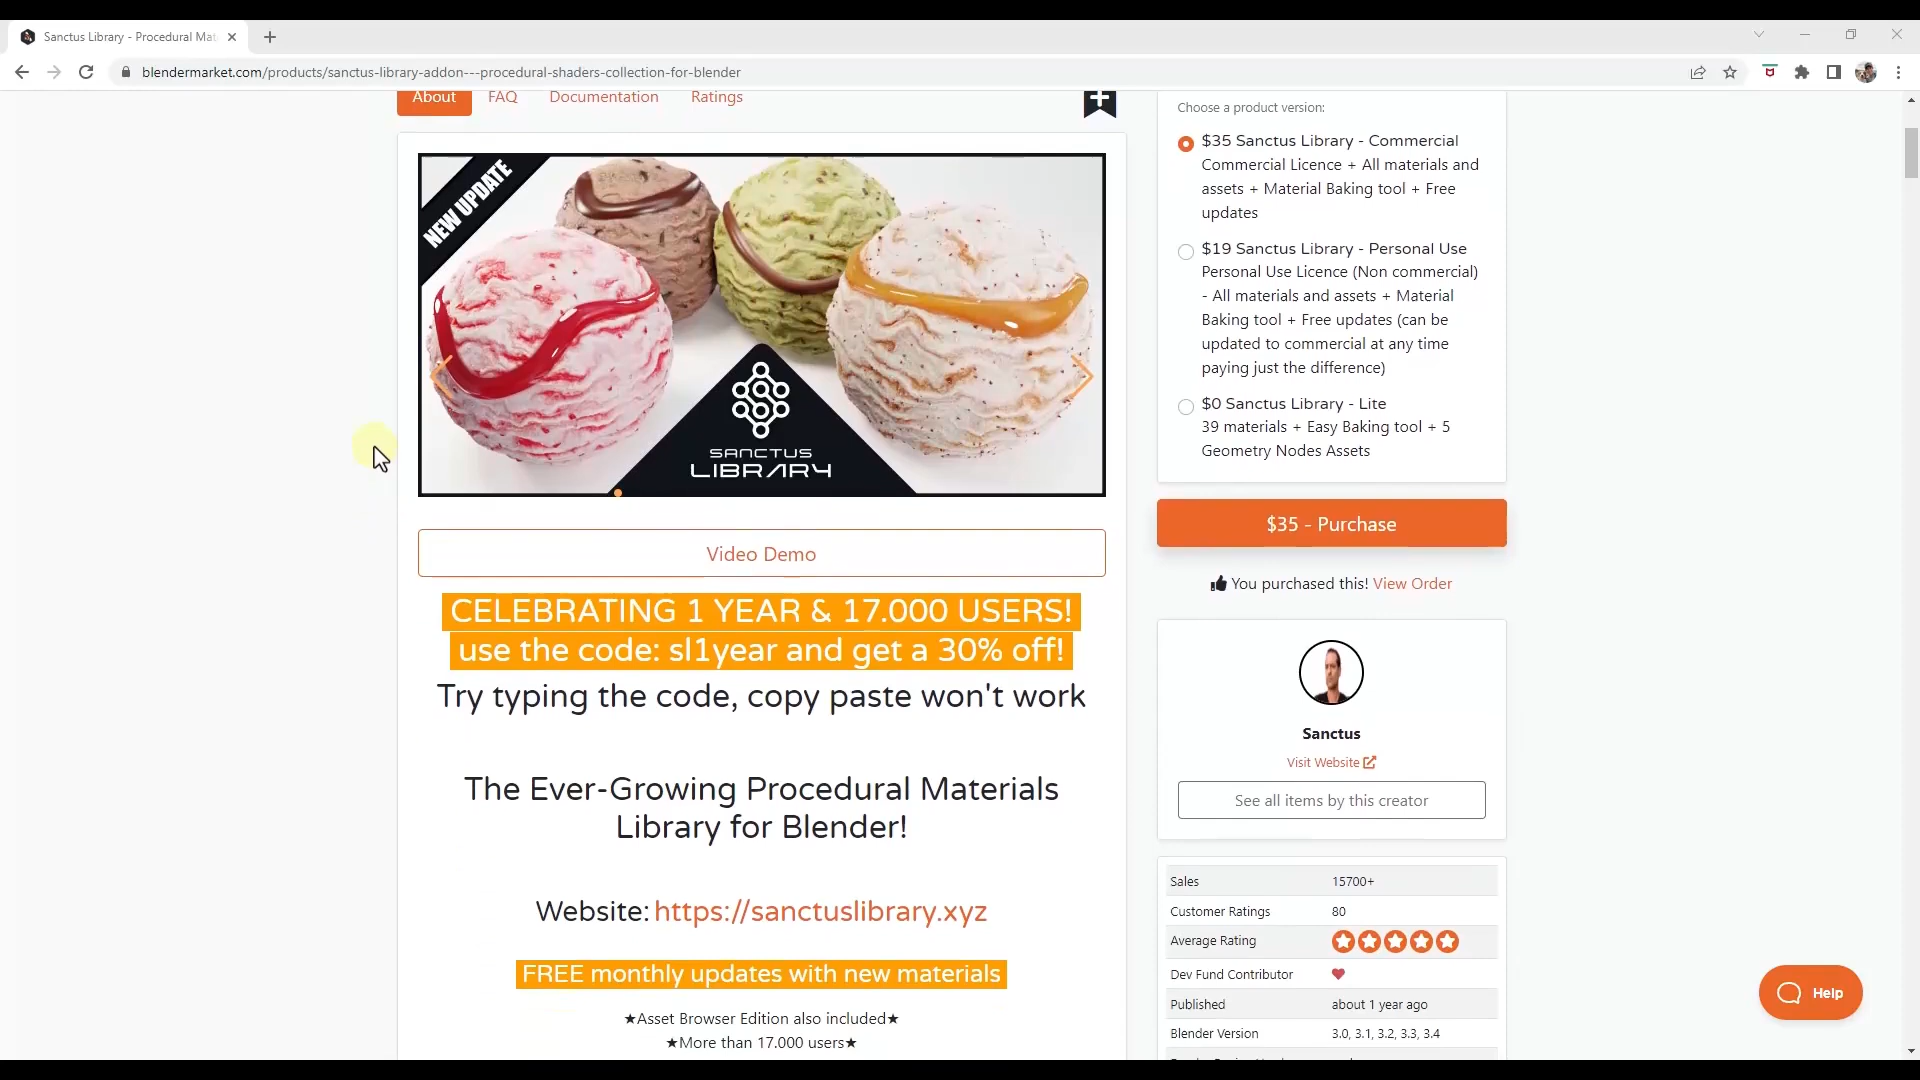 Sanctus Library - Procedural Mat
blendermarket.com/products/sanctus-library-addon---procedural-shaders-collection-for-blender
About FAQ Documentation Ratings
NEW UPDATE
SANCTUS
LIBRARY
Video Demo
CELEBRATING 1 YEAR & 17.000 USERS!
use the code: sl1year and get a 30% off!
Try typing the code, copy paste won't work
The Ever-Growing Procedural Materials
Library for Blender!
Website: https://sanctuslibrary.xyz
FREE monthly updates with new materials
★Asset Browser Edition also included★
★More than 17.000 users★
Choose a product version:
$35 Sanctus Library - Commercial
Commercial Licence + All materials and
assets + Material Baking tool + Free
updates
$19 Sanctus Library - Personal Use
Personal Use Licence (Non commercial)
- All materials and assets + Material
Baking tool + Free updates (can be
updated to commercial at any time
paying just the difference)
$0 Sanctus Library - Lite
39 materials + Easy Baking tool + 5
Geometry Nodes Assets
$35 - Purchase
You purchased this! View Order
Sanctus
Visit Website
See all items by this creator
Sales 15700+
Customer Ratings 80
Average Rating
Dev Fund Contributor
Published about 1 year ago
Blender Version 3.0, 3.1, 3.2, 3.3, 3.4
Help